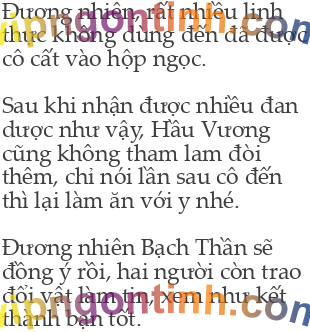 Đương nhiên, rất nhiều linh
thực không dùng đến đã được
cô cất vào hộp ngọc.
Sau khi nhận được nhiều đan
dược như vậy, Hầu Vương
cũng không tham lam đòi
thêm, chỉ nói lần sau cô đến
thì lại làm ăn với y nhé.
Đương nhiên Bạch Thần sẽ
đồng ý rồi, hai người còn trao
đổi vật làm tin, xem như kết
thành bạn tốt.